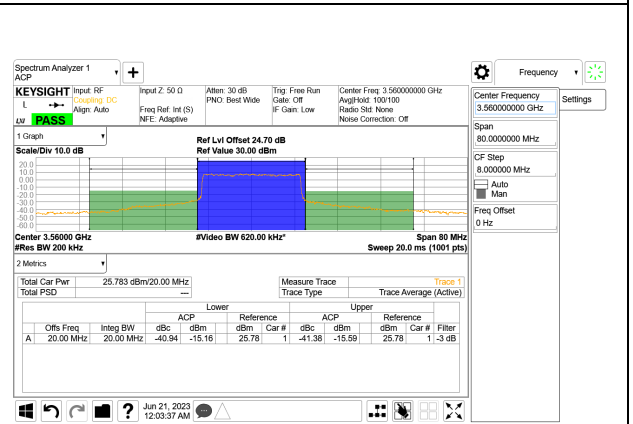 Spectrum Analyzer 1
ACP
Frequency
KEYSIGHT
Input: RF
Coupling: DC
Align: Auto
Input Z: 50 Ω
Freq Ref: Int (S)
NFE: Adaptive
Atten: 30 dB
PNO: Best Wide
Trig: Free Run
Gate: Off
IF Gain: Low
Center Freq: 3.560000000 GHz
Avg|Hold: 100/100
Radio Std: None
Noise Correction: Off
L
PASS
Center Frequency
3.560000000 GHz
Settings
Span
80.0000000 MHz
CF Step
8.000000 MHz
Auto
Man
Freq Offset
0 Hz
1 Graph
Scale/Div 10.0 dB
Ref Lvl Offset 24.70 dB
Ref Value 30.00 dBm
20.0
10.0
0.0
-10.0
-20.0
-30.0
-40.0
-50.0
-60.0
Center 3.56000 GHz
#Res BW 200 kHz
#Video BW 620.00 kHz*
Span 80 MHz
Sweep 20.0 ms (1001 pts)
2 Metrics
Total Car Pwr 25.783 dBm/20.00 MHz
Total PSD ---
Measure Trace Trace 1
Trace Type Trace Average (Active)
Lower Upper
ACP Reference ACP Reference
Offs Freq Integ BW dBc dBm dBm Car # dBc dBm dBm Car # Filter
A 20.00 MHz 20.00 MHz -40.94 -15.16 25.78 1 -41.38 -15.59 25.78 1 -3 dB
Jun 21, 2023
12:03:37 AM